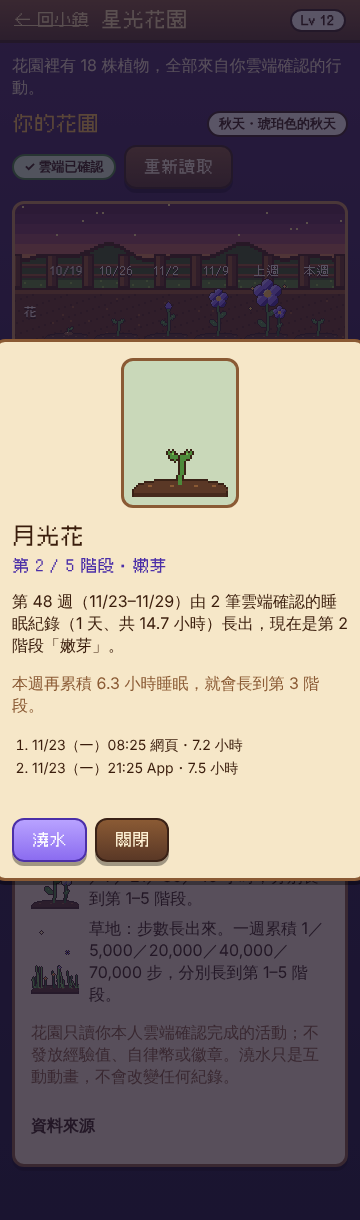 ← 回小鎮 星光花園 Lv 12
花園裡有 18 株植物，全部來自你雲端確認的行
動。
你的花圃 秋天・琥珀色的秋天
✓ 雲端已確認 重新讀取
10/19 10/26 11/2 11/9 上週 本週
花
月光花
第 2 / 5 階段・嫩芽
第 48 週（11/23–11/29）由 2 筆雲端確認的睡
眠紀錄（1 天、共 14.7 小時）長出，現在是第 2
階段「嫩芽」。
本週再累積 6.3 小時睡眠，就會長到第 3 階
段。
1. 11/23（一）08:25 網頁・7.2 小時
2. 11/23（一）21:25 App・7.5 小時
澆水 關閉
到第 1–5 階段。
草地：步數長出來。一週累積 1／
5,000／20,000／40,000／
70,000 步，分別長到第 1–5 階
段。
花園只讀你本人雲端確認完成的活動；不
發放經驗值、自律幣或徽章。澆水只是互
動動畫，不會改變任何紀錄。
資料來源